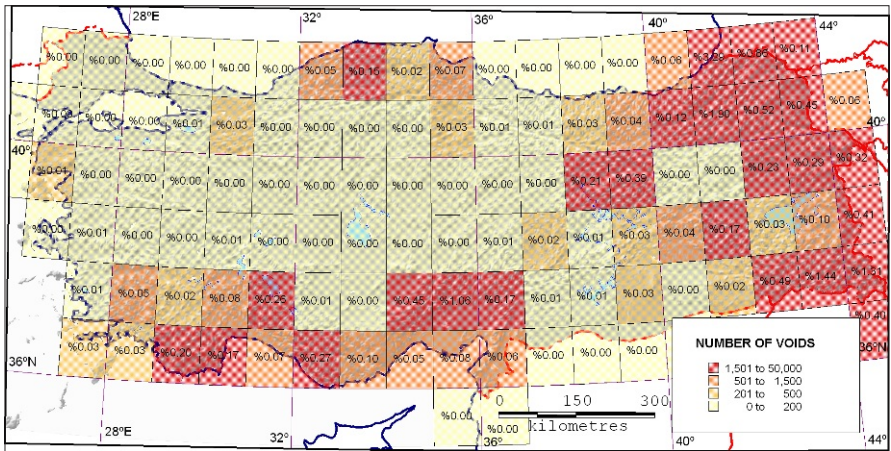 28°E 32° 36° 40° 44°
%0.00 %0.00 %0.00 %0.00 %0.00 %0.00 %0.05 %0.15 %0.02 %0.07 %0.00 %0.00 %0.00 %0.06 %0.11
%0.00 %0.00 %0.01 %0.03 %0.00 %0.00 %0.00 %0.00 %0.03 %0.01 %0.01 %0.03 %0.04 %0.12 %1.90 %0.52 %0.45 %0.06
40° 40°
%0.01 %0.00 %0.00 %0.00 %0.00 %0.00 %0.00 %0.00 %0.00 %0.00 %0.00 %0.21 %0.39 %0.00 %0.00 %0.23 %0.29 %0.32
%0.00 %0.01 %0.00 %0.00 %0.01 %0.00 %0.00 %0.00 %0.00 %0.00 %0.02 %0.01 %0.03 %0.04 %0.17 %0.03 %0.10 %0.41
%0.01 %0.05 %0.02 %0.08 %0.26 %0.01 %0.00 %0.45 %1.06 %0.17 %0.01 %0.01 %0.03 %0.00 %0.02 %0.49 %1.44 %1.31
%0.03 %0.03 %0.20 %0.17 %0.07 %0.27 %0.10 %0.05 %0.08 %0.06 %0.00 %0.00 %0.00 %0.40
36°N 36°N
%0.00
%0.00
NUMBER OF VOIDS
1,501 to 50,000
501 to 1,500
201 to 500
0 to 200
0 150 300
kilometres
28°E 32° 36° 40° 44°